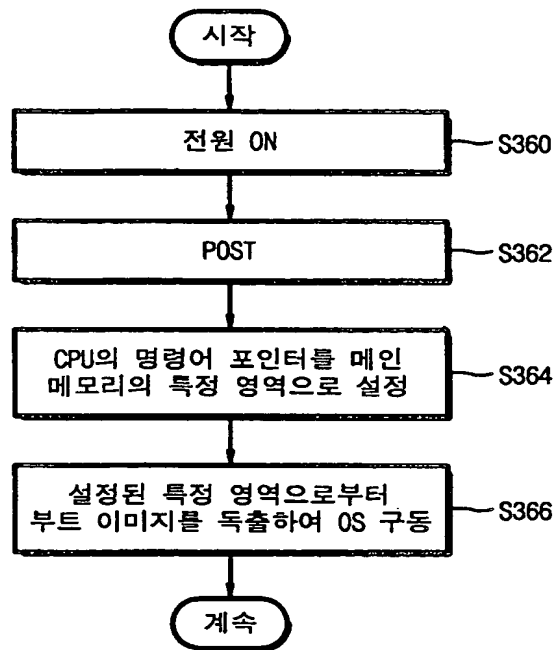 시작
전원 ON
S360
POST
S362
CPU의 명령어 포인터를 메인
메모리의 특정 영역으로 설정
S364
설정된 특정 영역으로부터
부트 이미지를 독출하여 OS 구동
S366
계속